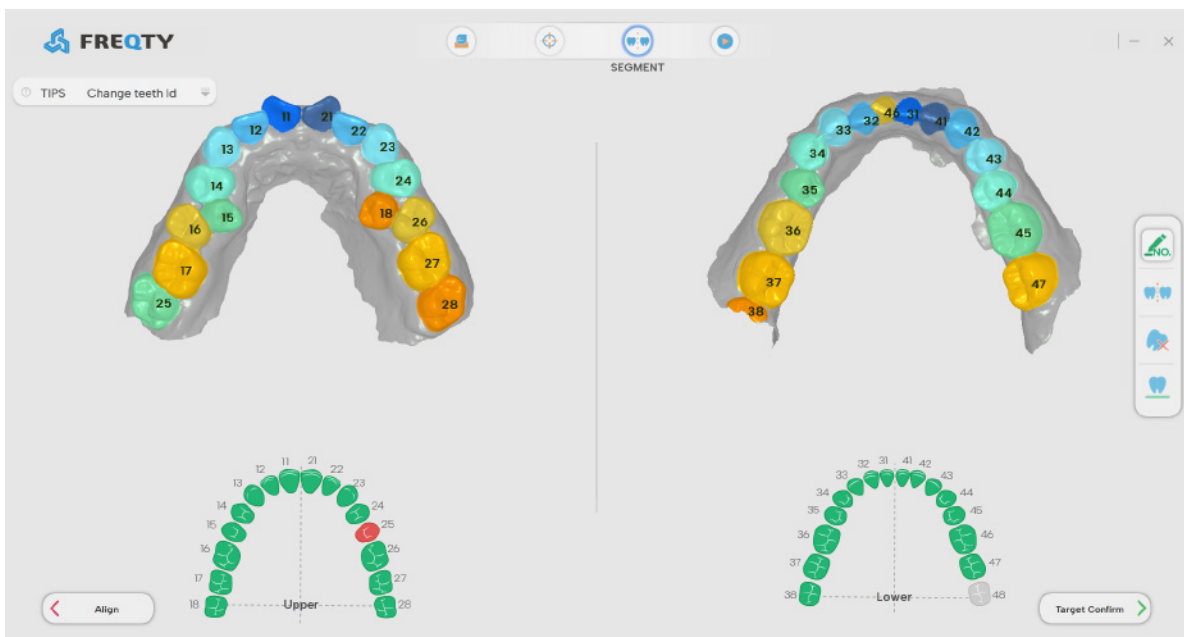 FREQTY
SEGMENT
TIPS Change teeth id
11 21
12 22
13 23
14 24
15 18 26
16
17 27
25 28
33 32 46 31 41 42
34 43
35 44
36 45
37 47
38
NO.
11 21
12 22
13 23
14 24
15 25
16 26
17 27
18 Upper 28
32 31 41 42
33 43
34 44
35 45
36 46
37 47
38 Lower 48
Align
Target Confirm